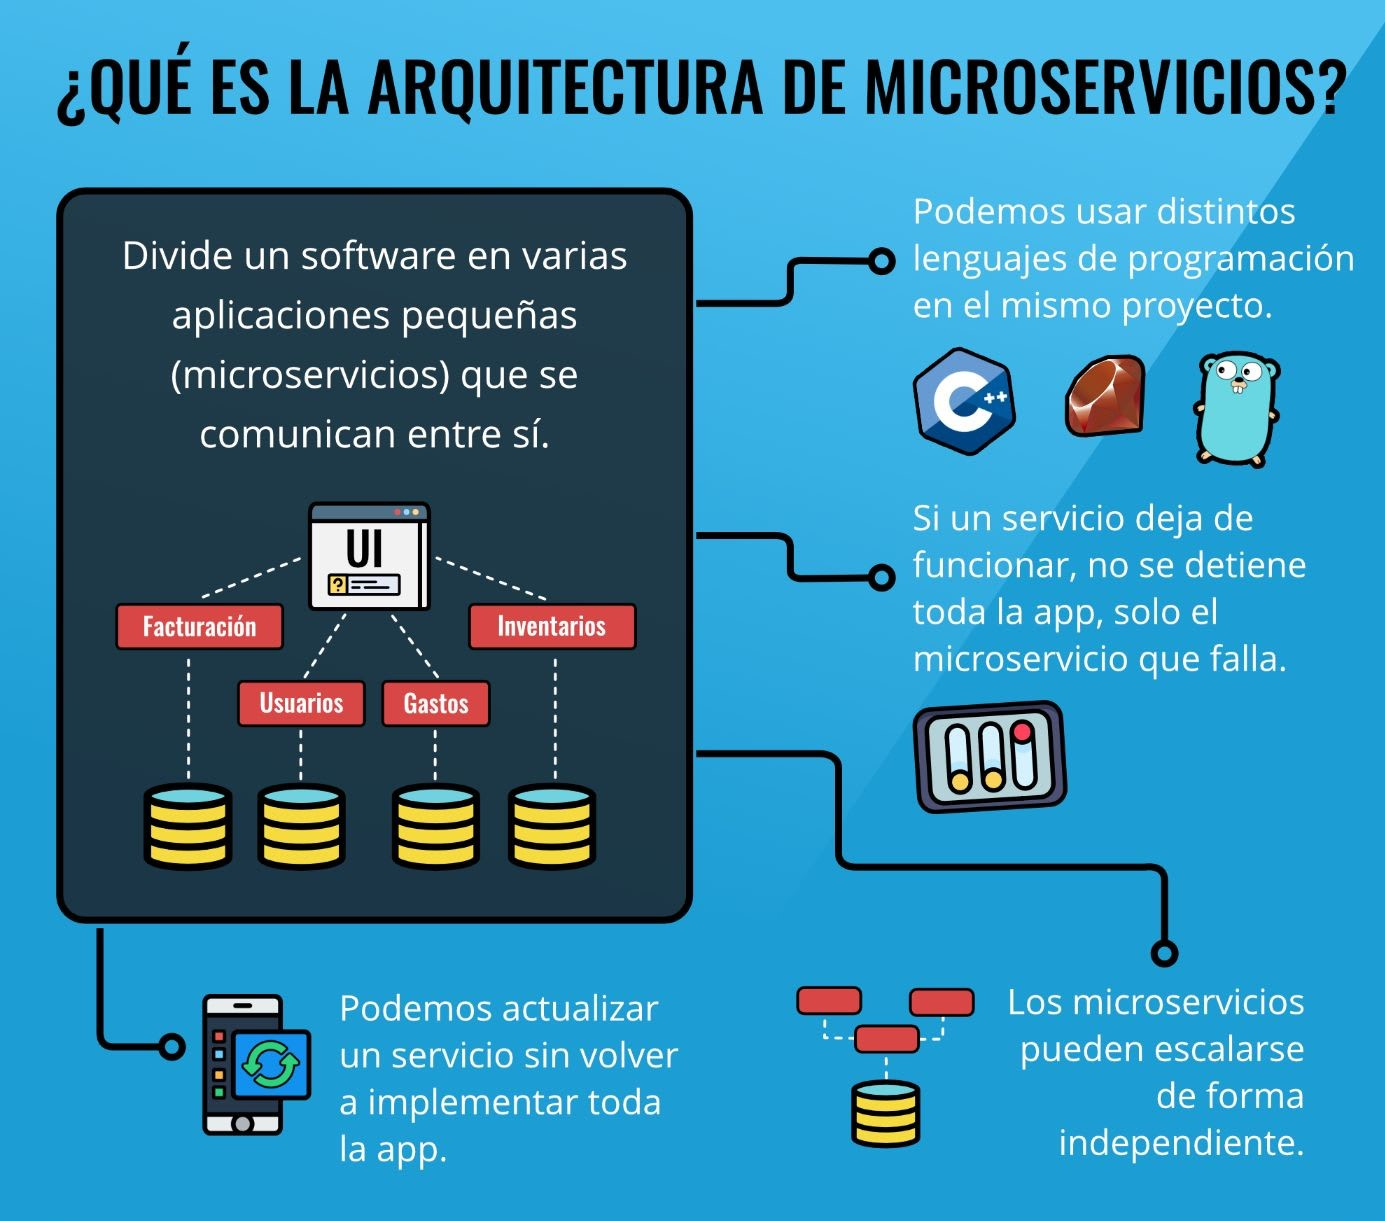 ¿QUÉ ES LA ARQUITECTURA DE MICROSERVICIOS?
Divide un software en varias
aplicaciones pequeñas
(microservicios) que se
comunican entre sí.
UI
?
Facturación
Inventarios
Usuarios
Gastos
Podemos usar distintos
lenguajes de programación
en el mismo proyecto.
C++
Si un servicio deja de
funcionar, no se detiene
toda la app, solo el
microservicio que falla.
Podemos actualizar
un servicio sin volver
a implementar toda
la app.
Los microservicios
pueden escalarse
de forma
independiente.